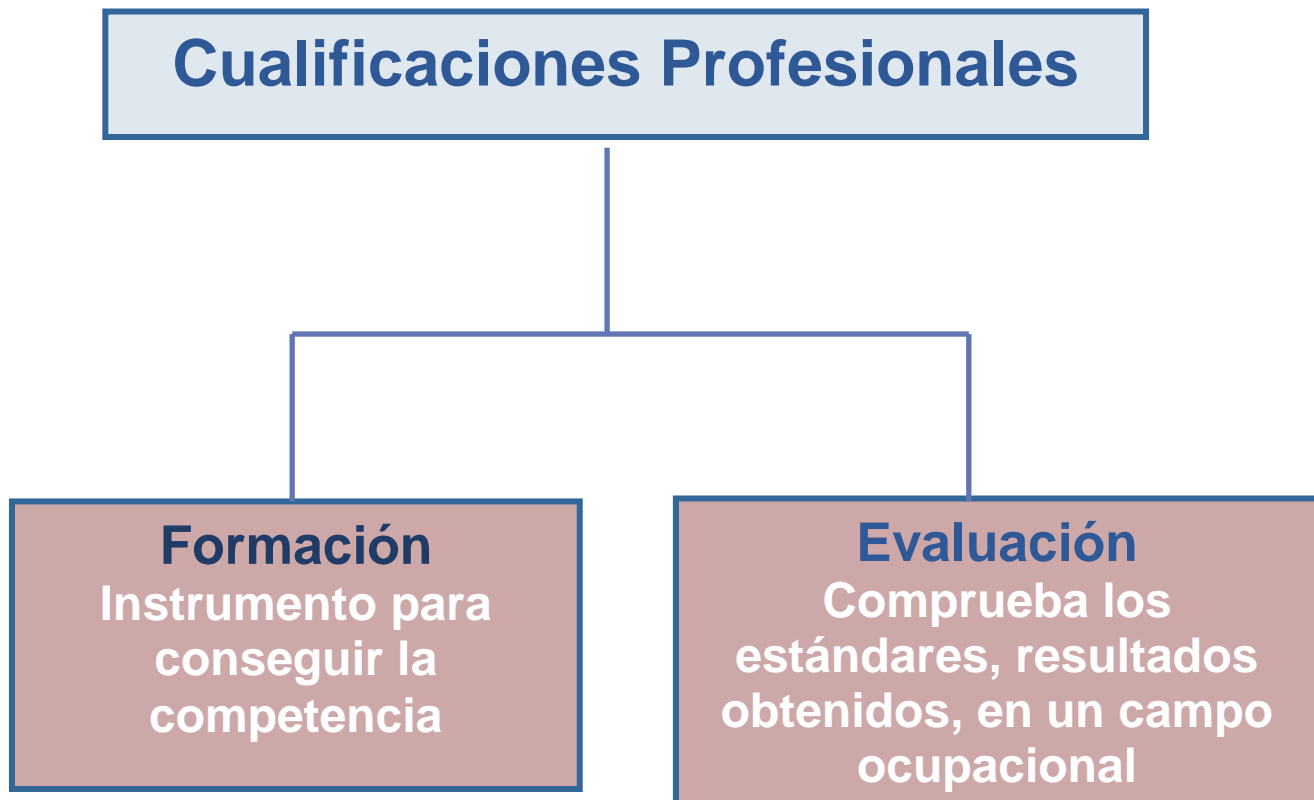 Cualificaciones Profesionales
Formación
Instrumento para
conseguir la
competencia
Evaluación
Comprueba los
estándares, resultados
obtenidos, en un campo
ocupacional